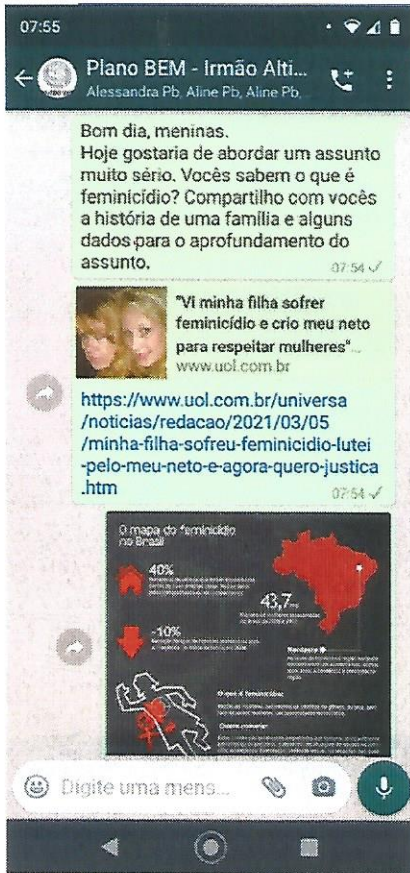 07:55
Plano BEM - Irmão Alti...
Alessandra Pb, Aline Pb, Aline Pb,
Bom dia, meninas.
Hoje gostaria de abordar um assunto
muito sério. Vocês sabem o que é
feminicídio? Compartilho com vocês
a história de uma família e alguns
dados para o aprofundamento do
assunto.
07:54
"Vi minha filha sofrer
feminicídio e crio meu neto
para respeitar mulheres"...
www.uol.com.br
https://www.uol.com.br/universa
/noticias/redacao/2021/03/05
/minha-filha-sofreu-feminicidio-lutei
-pelo-meu-neto-e-agora-quero-justica
.htm
07:54
O mapa do feminicídio
no Brasil
40%
43,7
-10%
Nordeste
O que é feminicídio:
Digite uma mens...